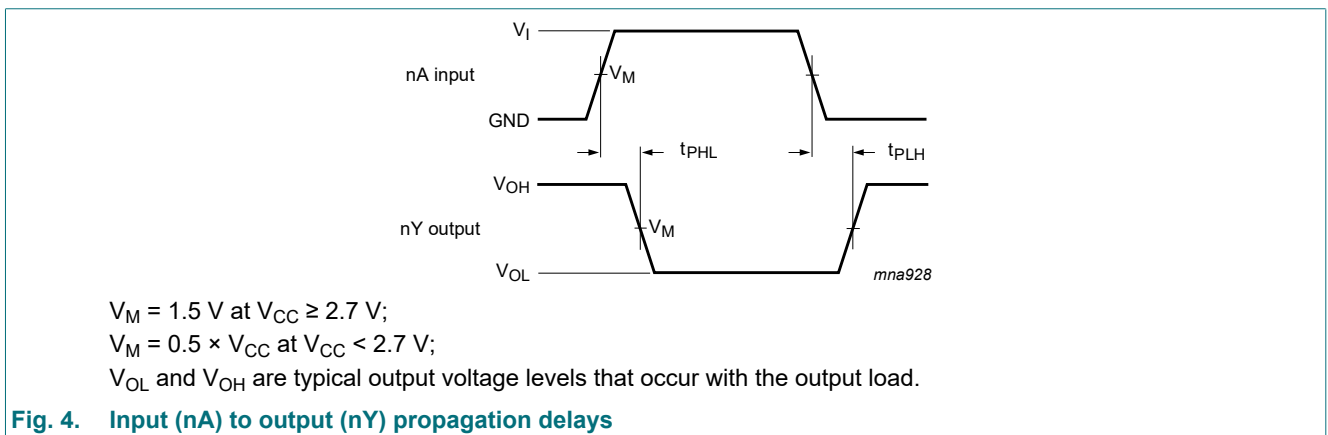 V_I
nA input
V_M
GND
t_PHL
t_PLH
V_OH
nY output
V_M
V_OL
mna928
V_M = 1.5 V at V_CC ≥ 2.7 V;
V_M = 0.5 × V_CC at V_CC < 2.7 V;
V_OL and V_OH are typical output voltage levels that occur with the output load.
Fig. 4. Input (nA) to output (nY) propagation delays